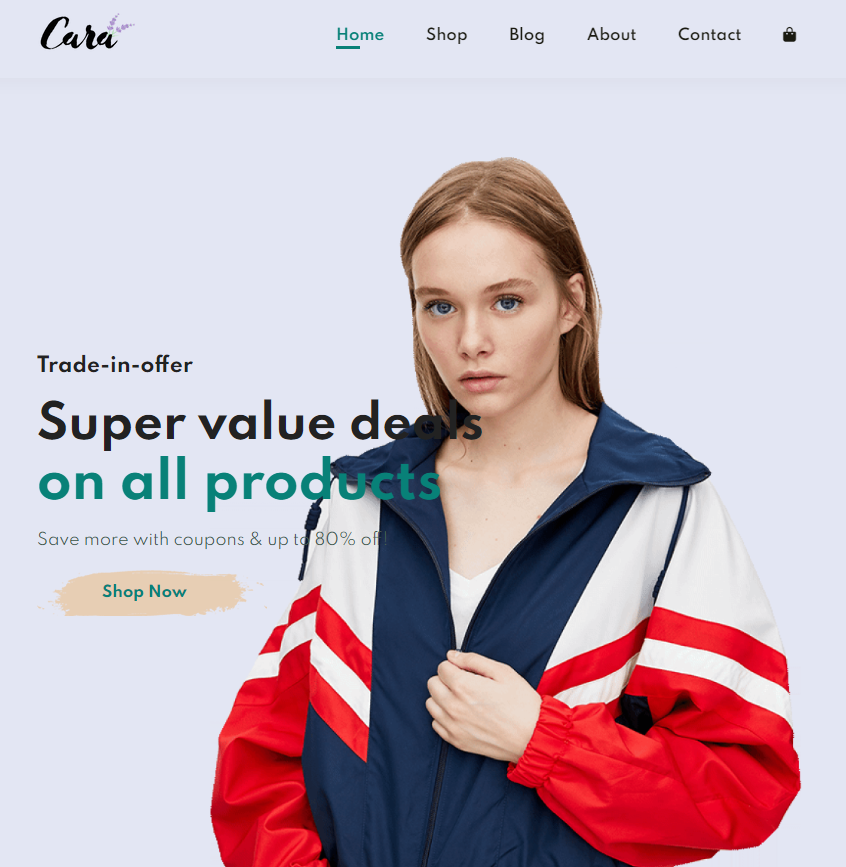 Cara
Home Shop Blog About Contact
Trade-in-offer
Super value deals
on all products
Save more with coupons & up to 80% off!
Shop Now